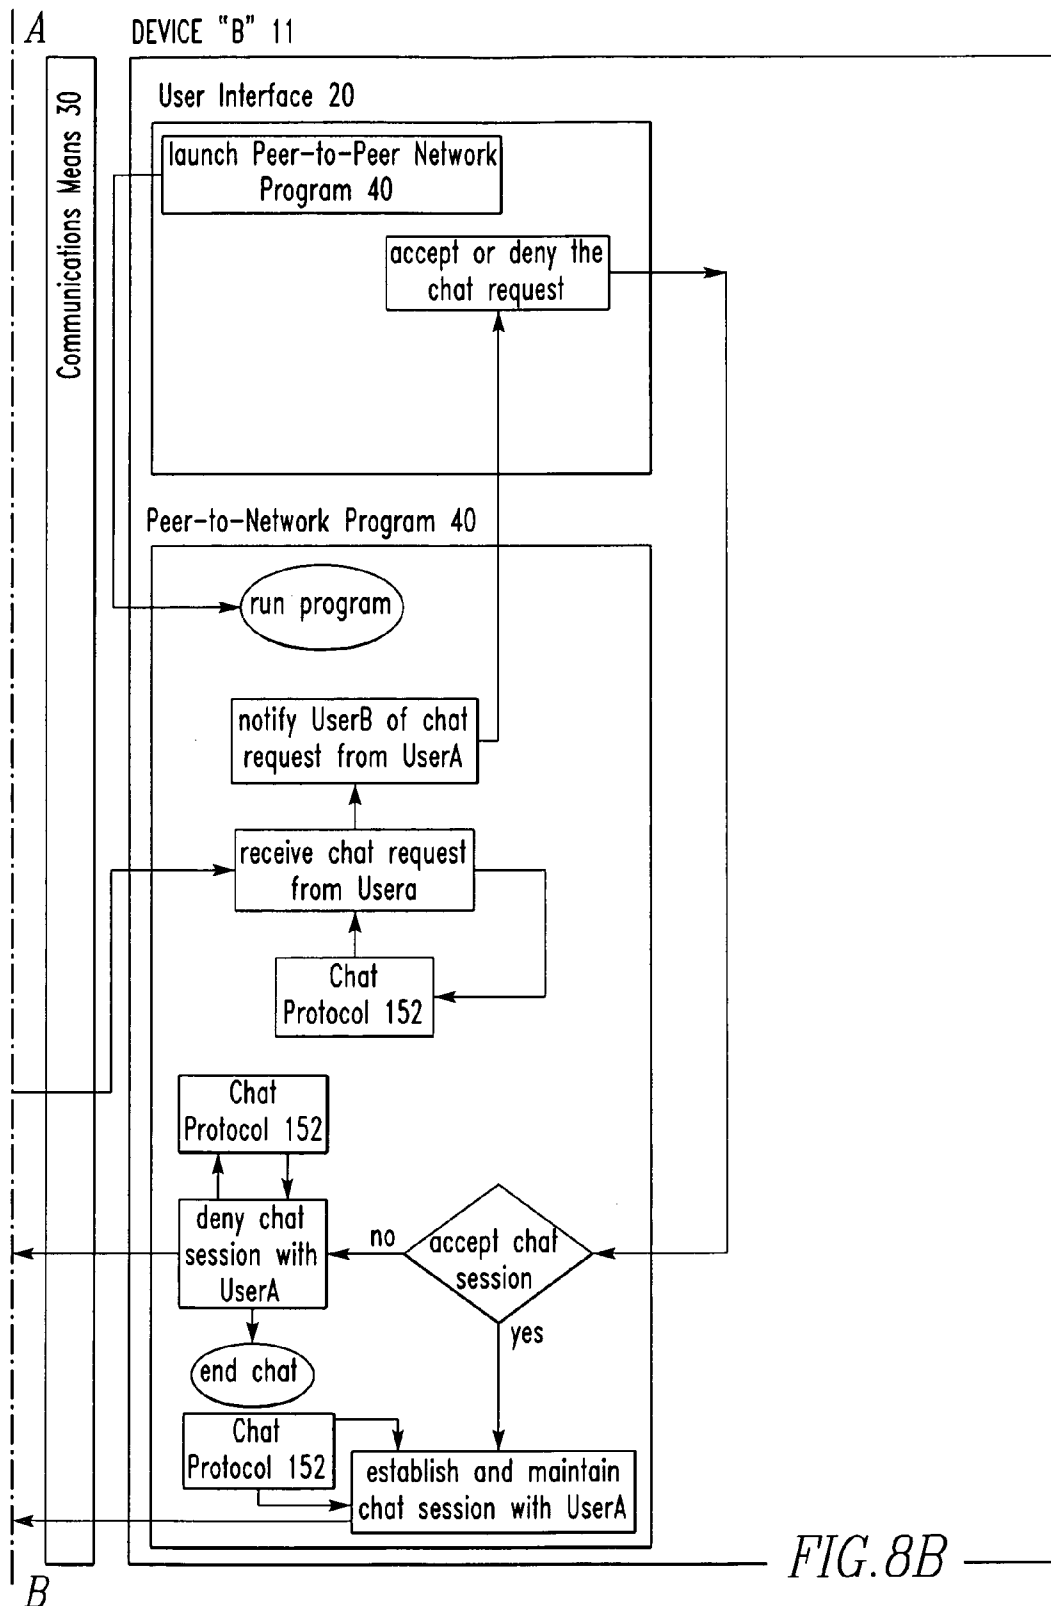 A
DEVICE "B" 11
Communications Means 30
User Interface 20
launch Peer-to-Peer Network
Program 40
accept or deny the
chat request
Peer-to-Network Program 40
run program
notify UserB of chat
request from UserA
receive chat request
from Usera
Chat
Protocol 152
Chat
Protocol 152
deny chat
session with
UserA
no
accept chat
session
yes
end chat
Chat
Protocol 152
establish and maintain
chat session with UserA
FIG.8B
B